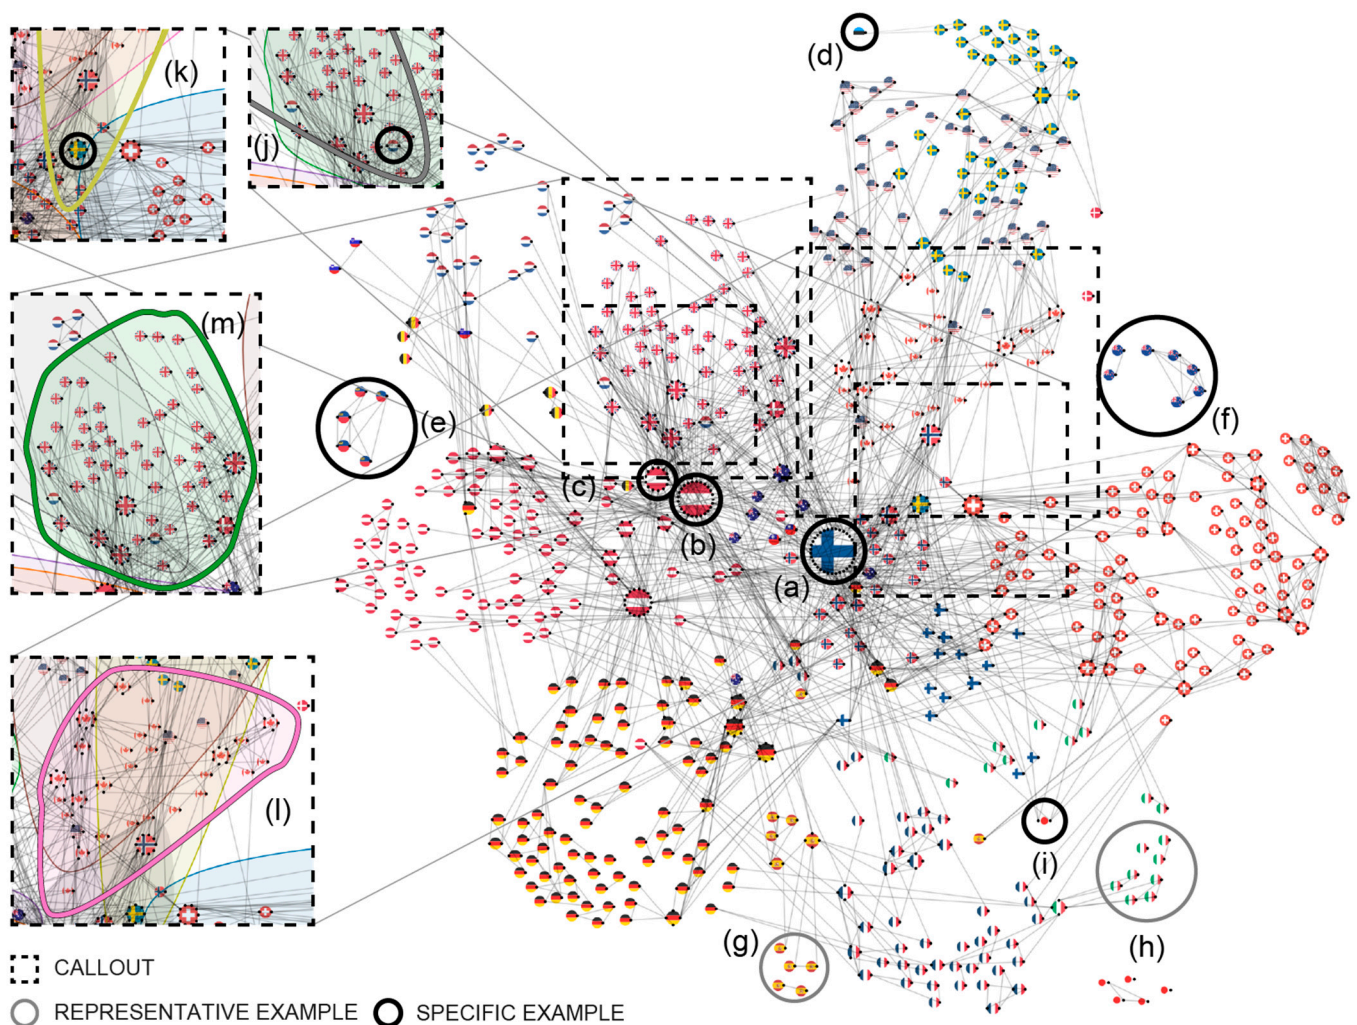 (k)
(j)
(d)
(m)
(e)
(f)
(c)
(b)
(a)
(l)
(i)
(g)
(h)
CALLOUT
REPRESENTATIVE EXAMPLE
SPECIFIC EXAMPLE